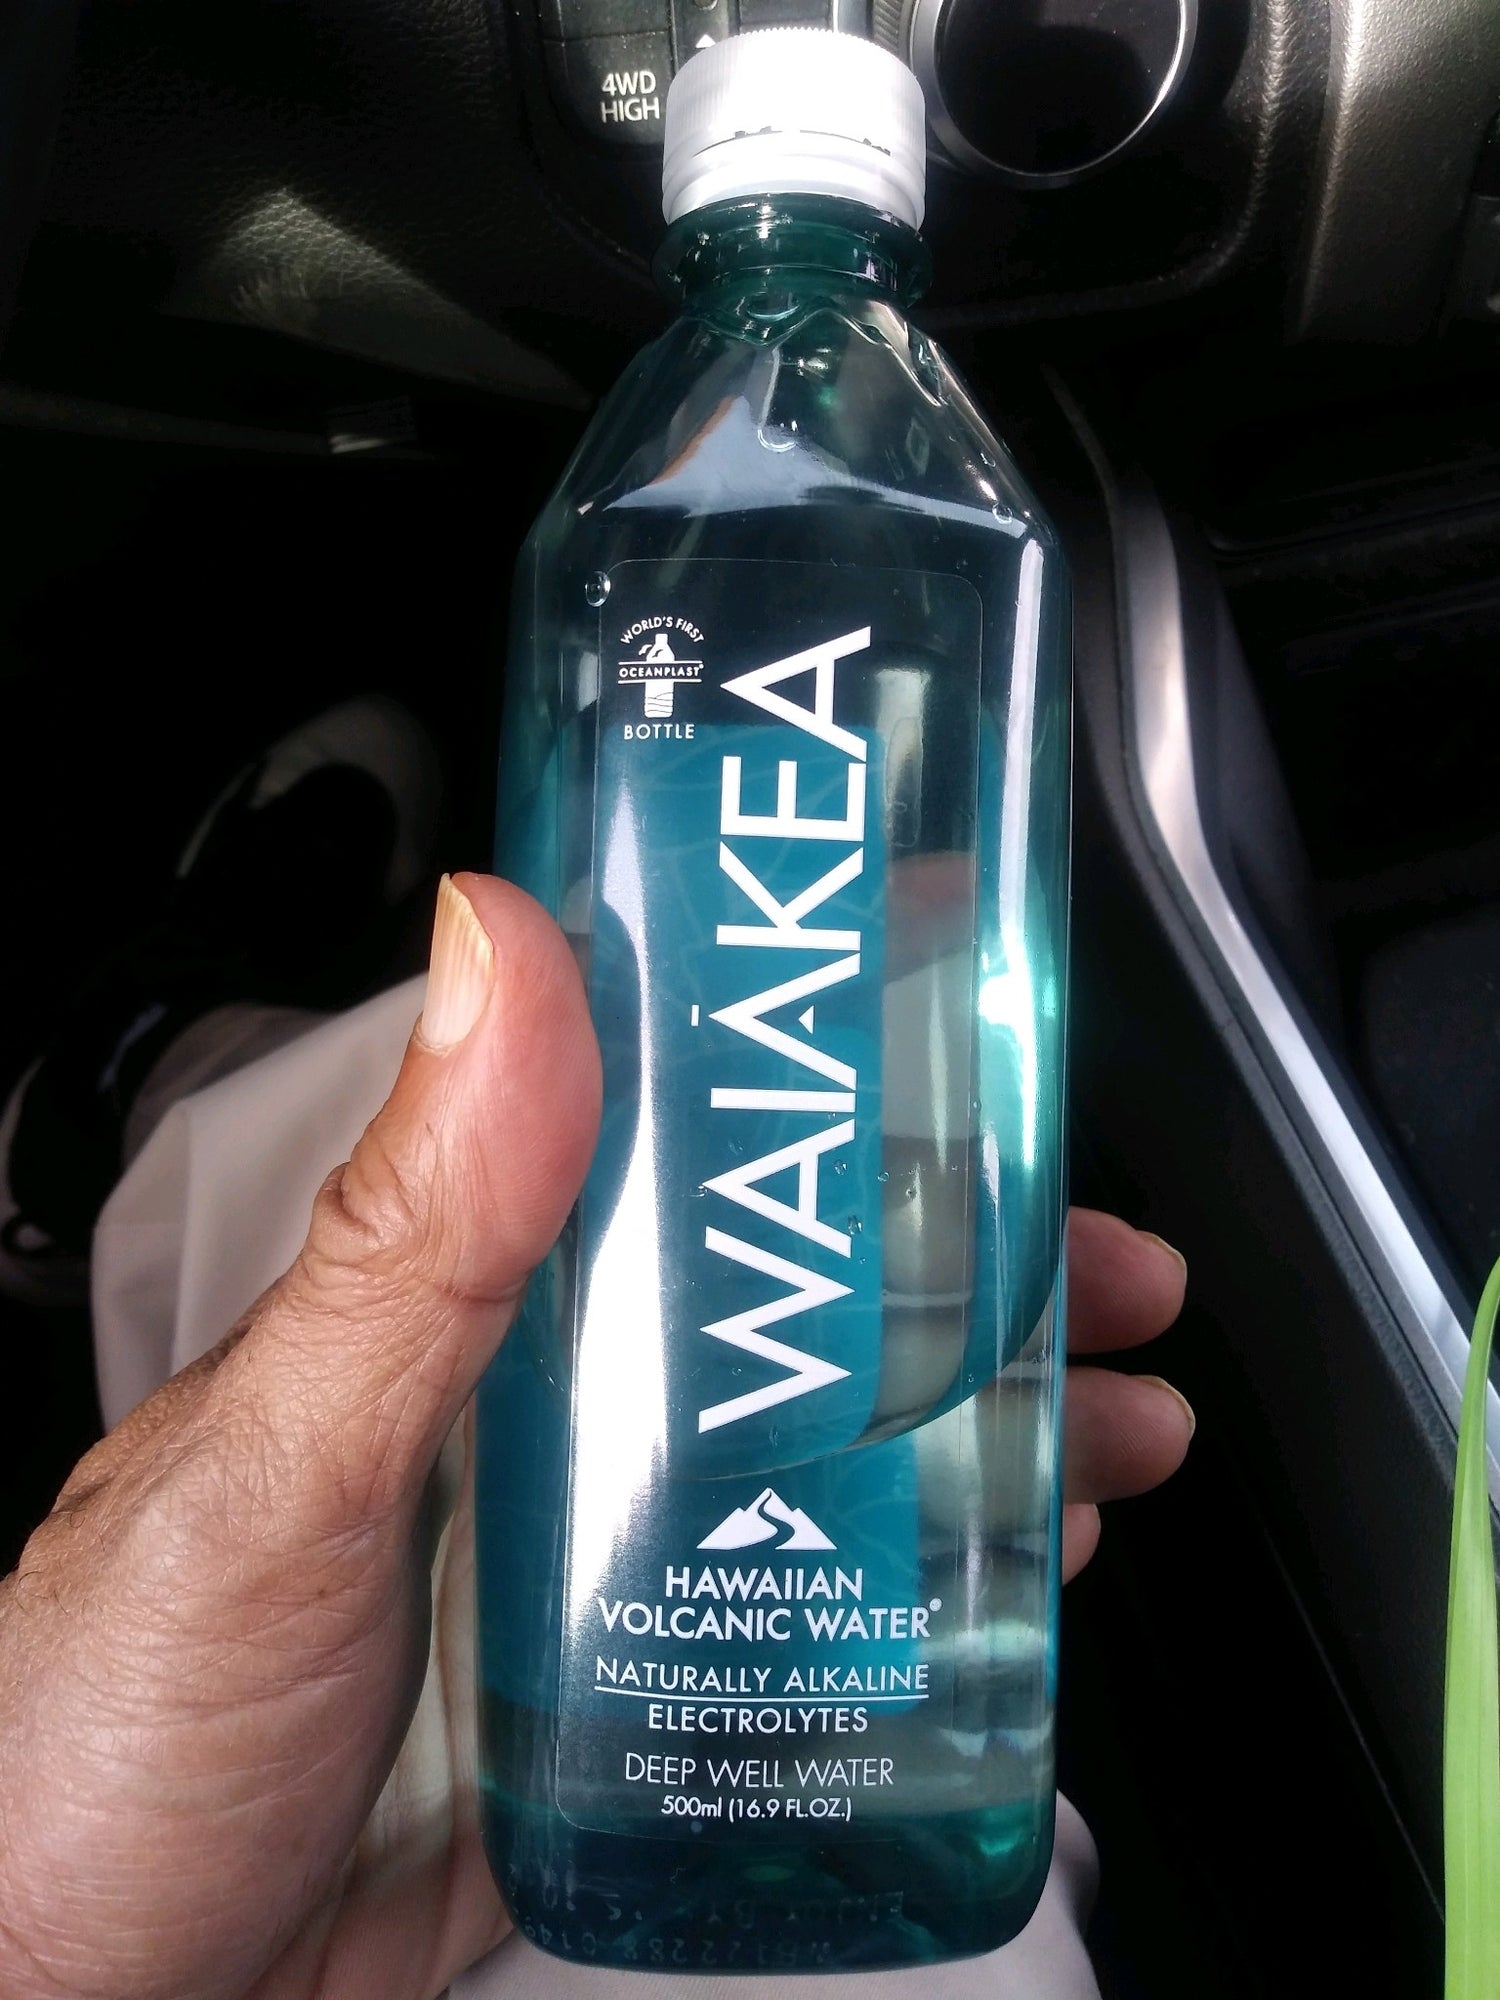 4WD
HIGH
WORLD'S FIRST
OCEANPLAST®
BOTTLE
WAIĀKEA
HAWAIIAN
VOLCANIC WATER®
NATURALLY ALKALINE
ELECTROLYTES
DEEP WELL WATER
500ml (16.9 FL.OZ.)